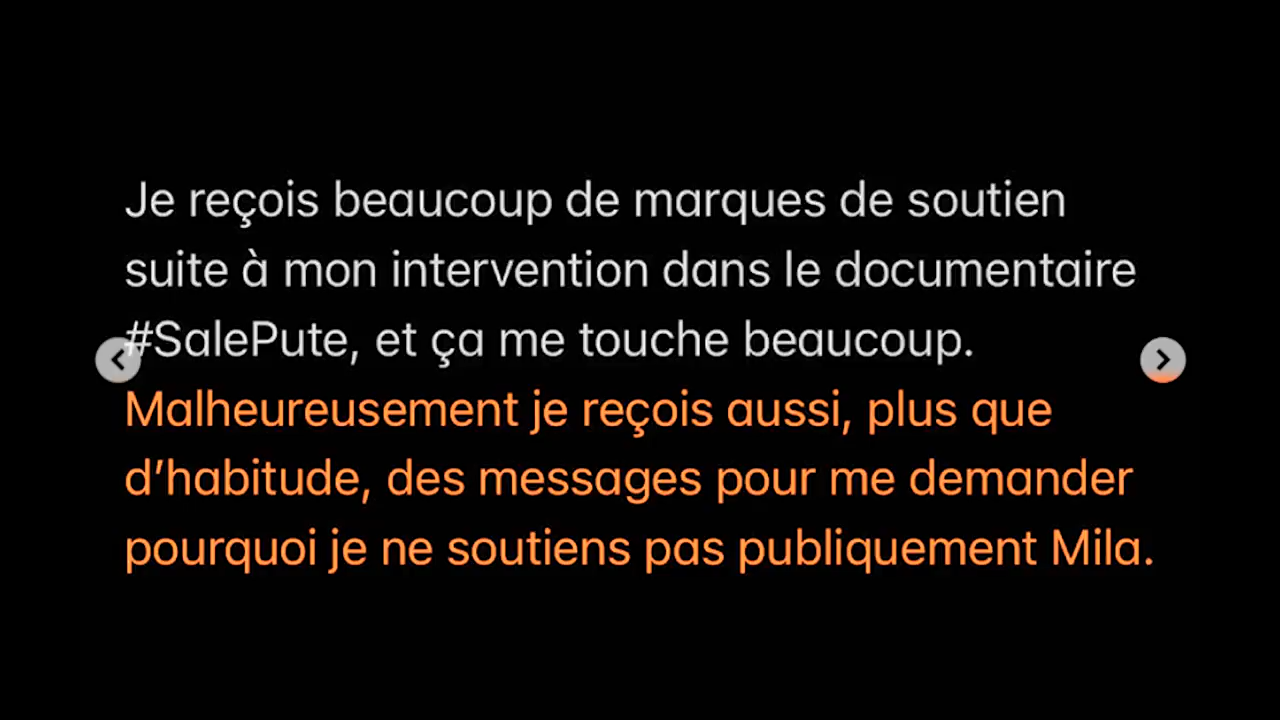 Je reçois beaucoup de marques de soutien
suite à mon intervention dans le documentaire
#SalePute, et ça me touche beaucoup.
Malheureusement je reçois aussi, plus que
d’habitude, des messages pour me demander
pourquoi je ne soutiens pas publiquement Mila.